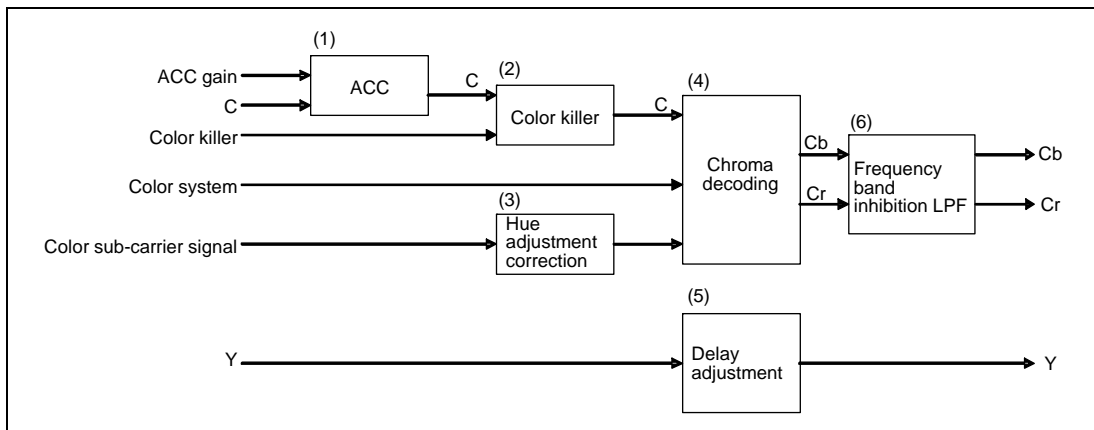 (1)
ACC gain
C
ACC
C
(2)
Color killer
Color killer
C
(4)
Chroma
decoding
Color system
(3)
Hue
adjustment
correction
Color sub-carrier signal
Cb
Cr
(6)
Frequency
band
inhibition LPF
Cb
Cr
(5)
Y
Delay
adjustment
Y